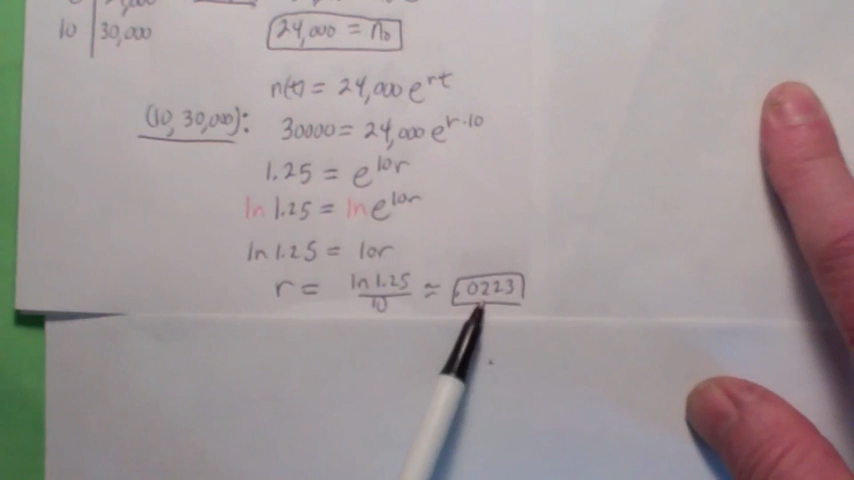 10 | 30,000
24,000 = n₀
n(t) = 24,000 e^rt
(10, 30,000): 30000 = 24,000 e^r·10
1.25 = e^10r
ln 1.25 = ln e^10r
ln 1.25 = 10r
r = ln 1.25 / 10 ≈ .0223